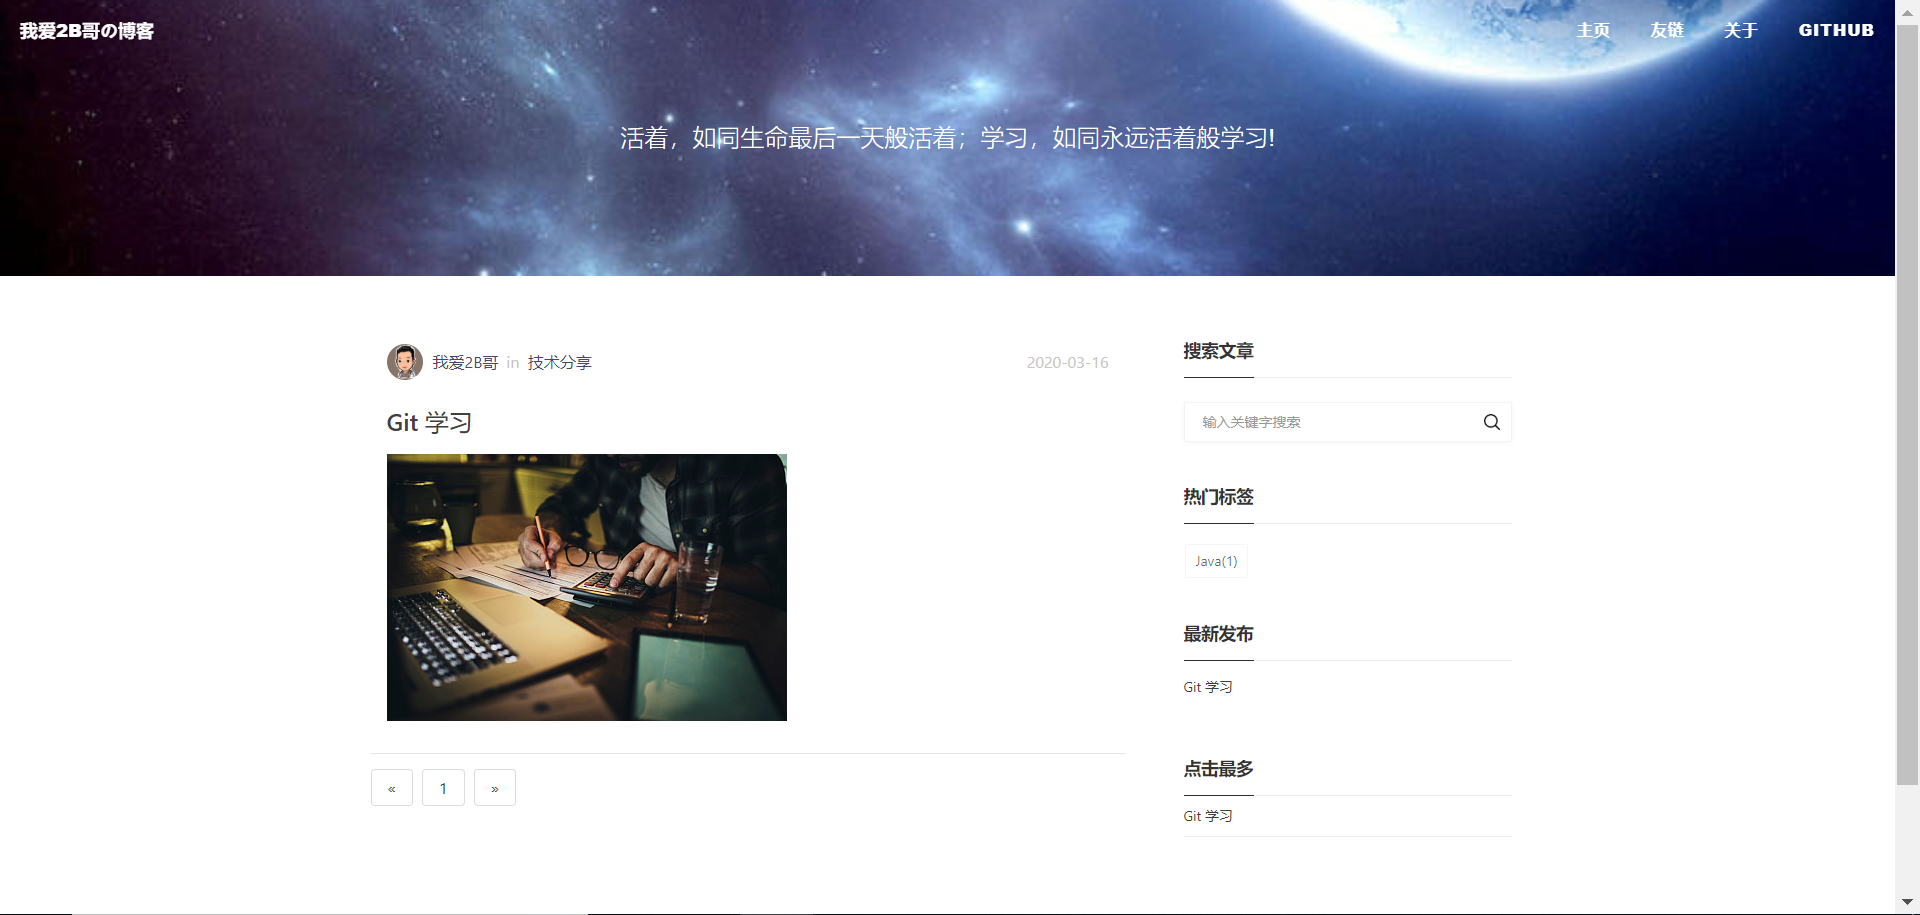 我爱2B哥の博客
主页 友链 关于 GITHUB
活着，如同生命最后一天般活着；学习，如同永远活着般学习!
我爱2B哥 in 技术分享 2020-03-16
Git 学习
« 1 »
搜索文章
输入关键字搜索
热门标签
Java(1)
最新发布
Git 学习
点击最多
Git 学习